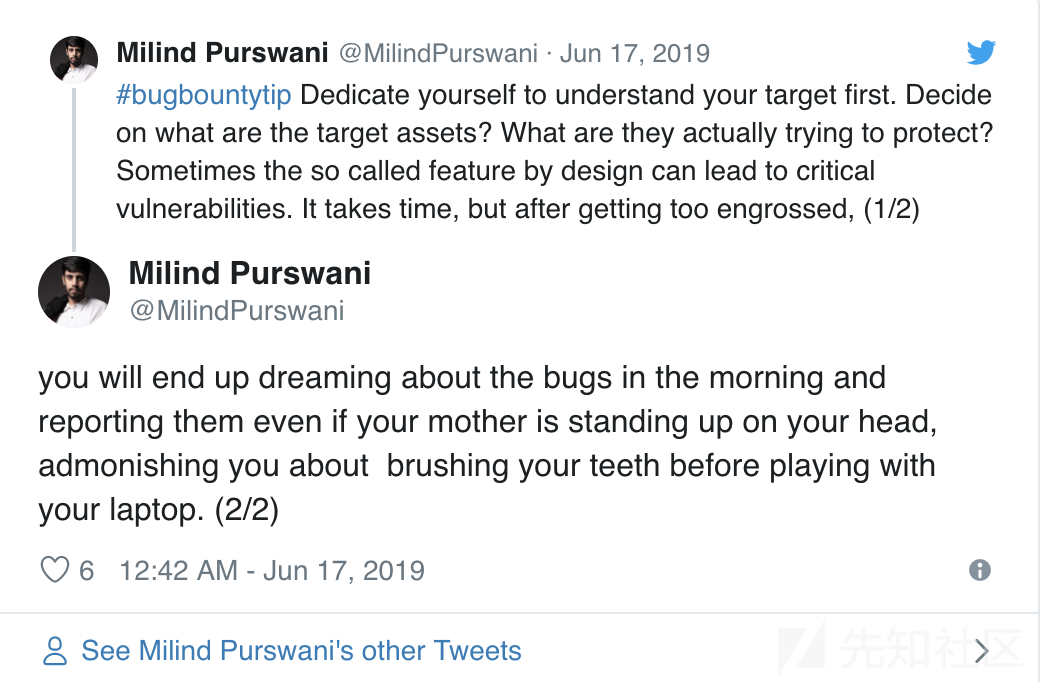 Milind Purswani @MilindPurswani · Jun 17, 2019
#bugbountytip Dedicate yourself to understand your target first. Decide
on what are the target assets? What are they actually trying to protect?
Sometimes the so called feature by design can lead to critical
vulnerabilities. It takes time, but after getting too engrossed, (1/2)
Milind Purswani
@MilindPurswani
you will end up dreaming about the bugs in the morning and
reporting them even if your mother is standing up on your head,
admonishing you about  brushing your teeth before playing with
your laptop. (2/2)
6 12:42 AM - Jun 17, 2019
See Milind Purswani's other Tweets
先知社区